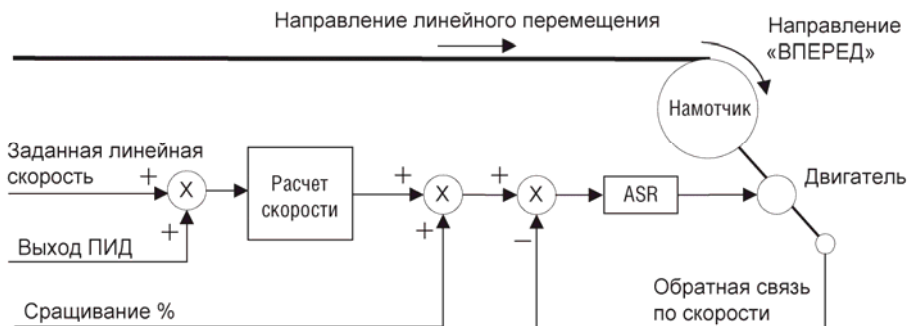 Направление линейного перемещения
Направление
«ВПЕРЕД»
Намотчик
Заданная линейная
скорость
+
X
+
Расчет
скорости
+
X
+
+
X
−
ASR
Двигатель
Выход ПИД
Сращивание %
Обратная связь
по скорости